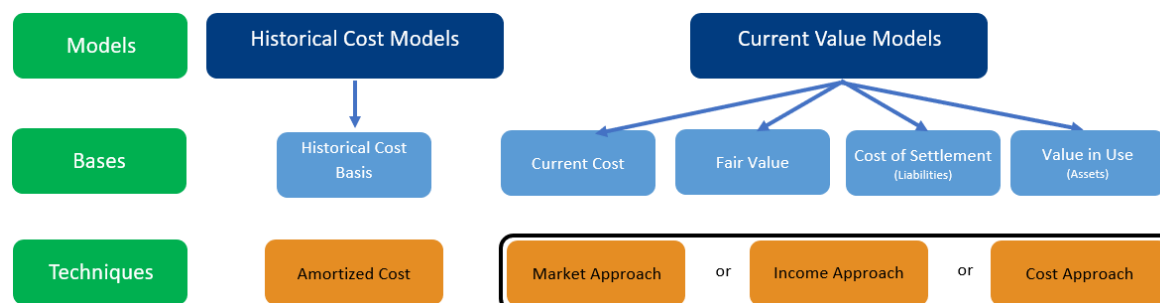 Models
Historical Cost Models
Current Value Models
Bases
Historical Cost
Basis
Current Cost
Fair Value
Cost of Settlement
(Liabilities)
Value in Use
(Assets)
Techniques
Amortized Cost
Market Approach
or
Income Approach
or
Cost Approach